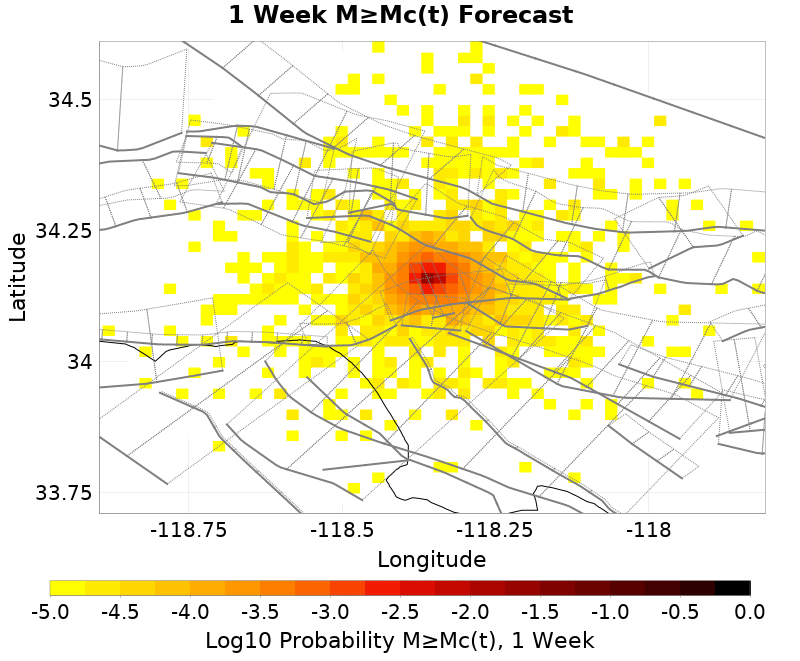 1 Week M≥Mc(t) Forecast
34.5
34.25
34
33.75
Latitude
-118.75 -118.5 -118.25 -118
Longitude
-5.0 -4.5 -4.0 -3.5 -3.0 -2.5 -2.0 -1.5 -1.0 -0.5 0.0
Log10 Probability M≥Mc(t), 1 Week